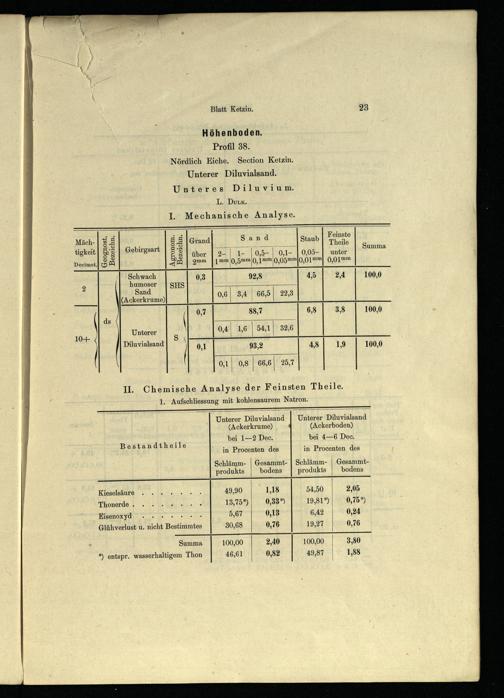 Blatt Ketzin. 23
Höhenboden.
Profil 38.
Nördlich Eiche. Section Ketzin.
Unterer Diluvialsand.
Unteres Diluvium.
L. Dulk.
I. Mechanische Analyse.
Mäch-tigkeit Decimet. Geognost. Bezeichn. Gebirgsart Agronom. Bezeichn. Grand über 2mm Sand 2–1mm 1–0,5mm 0,5–0,1mm 0,1–0,05mm Staub 0,05–0,01mm Feinste Theile unter 0,01mm Summa
2 ds Schwach humoser Sand (Ackerkrume) SHS 0,3 92,8 4,5 2,4 100,0
0,6 3,4 66,5 22,3
10+ Unterer Diluvialsand S 0,7 88,7 6,8 3,8 100,0
0,4 1,6 54,1 32,6
0,1 93,2 4,8 1,9 100,0
0,1 0,8 66,6 25,7
II. Chemische Analyse der Feinsten Theile.
1. Aufschliessung mit kohlensaurem Natron.
Bestandtheile
Unterer Diluvialsand (Ackerkrume) bei 1—2 Dec. in Procenten des Schlämm-produkts Gesammt-bodens
Unterer Diluvialsand (Ackerboden) bei 4—6 Dec. in Procenten des Schlämm-produkts Gesammt-bodens
Kieselsäure . . . . . . . 49,90 1,18 54,50 2,05
Thonerde . . . . . . . . 13,75*) 0,33*) 19,81*) 0,75*)
Eisenoxyd . . . . . . . . 5,67 0,13 6,42 0,24
Glühverlust u. nicht Bestimmtes 30,68 0,76 19,27 0,76
Summa 100,00 2,40 100,00 3,80
*) entspr. wasserhaltigem Thon 46,61 0,82 49,87 1,88